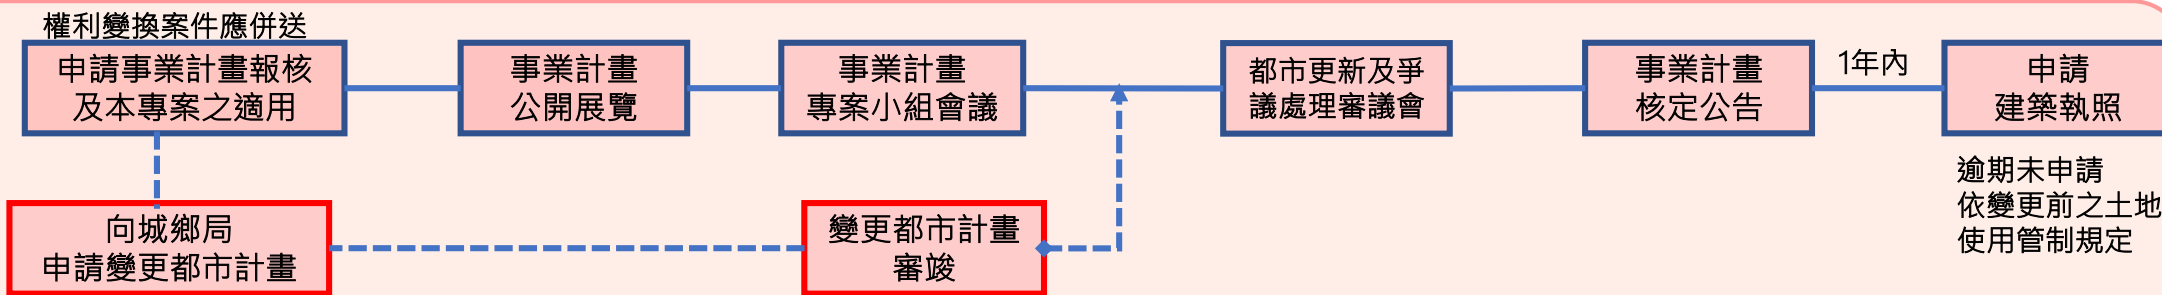 權利變換案件應併送
申請事業計畫報核
及本專案之適用
事業計畫
公開展覽
事業計畫
專案小組會議
都市更新及爭
議處理審議會
事業計畫
核定公告
1年內
申請
建築執照
逾期未申請
依變更前之土地
使用管制規定
向城鄉局
申請變更都市計畫
變更都市計畫
審竣